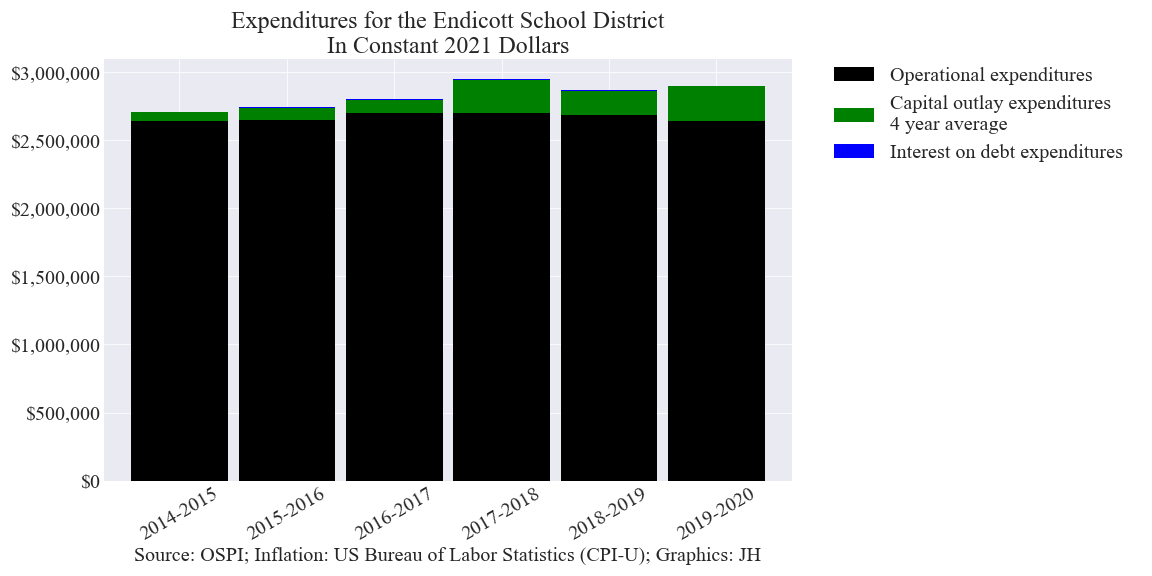 Expenditures for the Endicott School District
In Constant 2021 Dollars
$3,000,000
$2,500,000
$2,000,000
$1,500,000
$1,000,000
$500,000
$0
2014-2015
2015-2016
2016-2017
2017-2018
2018-2019
2019-2020
Source: OSPI; Inflation: US Bureau of Labor Statistics (CPI-U); Graphics: JH
Operational expenditures
Capital outlay expenditures
4 year average
Interest on debt expenditures